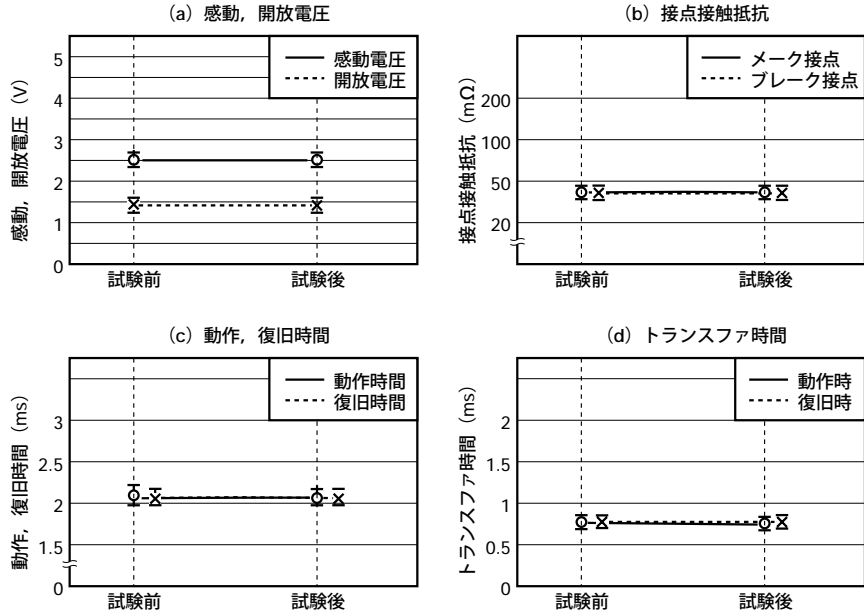 (a) 感動，開放電圧
感動，開放電圧 (V)
5
4
3
2
1
0
感動電圧
開放電圧
試験前
試験後
(b) 接点接触抵抗
接点接触抵抗 (mΩ)
200
100
50
20
メーク接点
ブレーク接点
試験前
試験後
(c) 動作，復旧時間
動作，復旧時間 (ms)
3
2.5
2
1.5
0
動作時間
復旧時間
試験前
試験後
(d) トランスファ時間
トランスファ時間 (ms)
2
1
0.5
0
動作時
復旧時
試験前
試験後